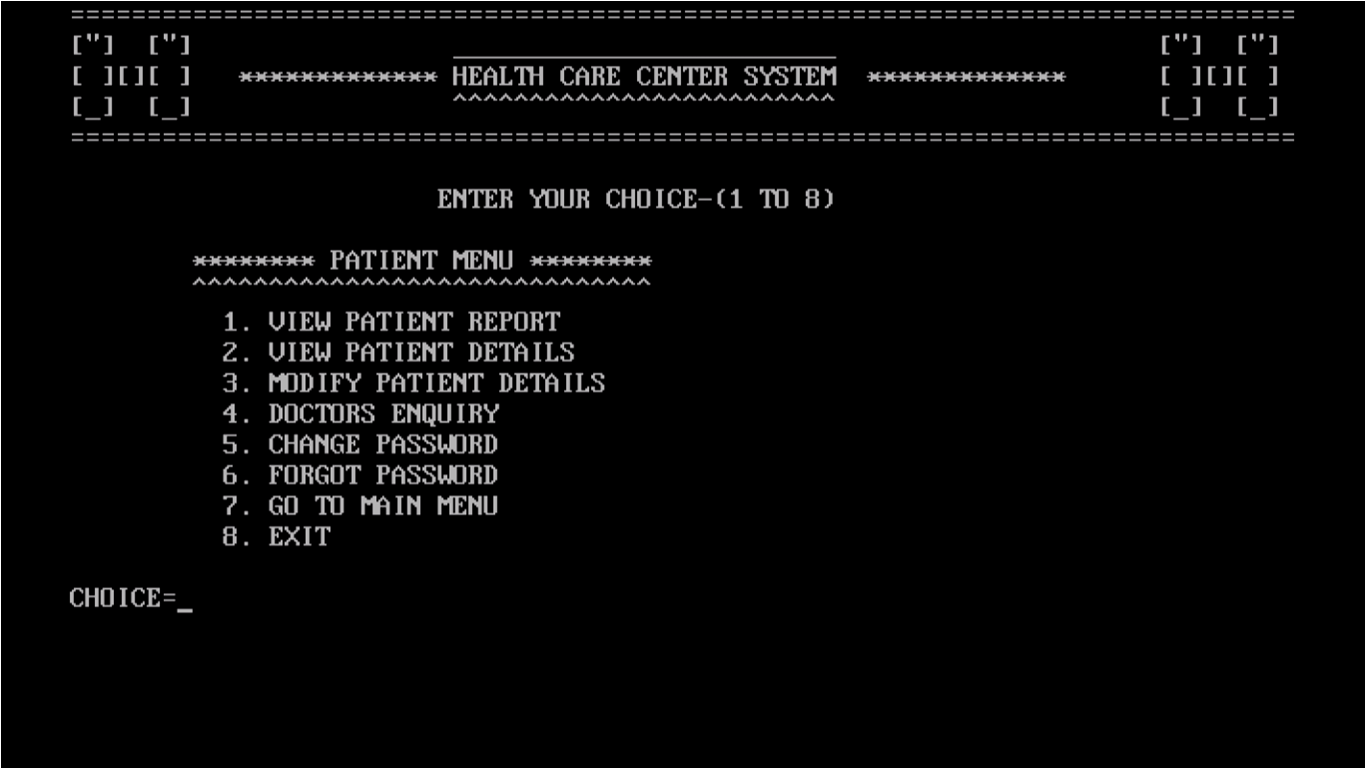 ================================================================================
["]  ["]                                                              ["]  ["]
[ ][][ ]   ************* HEALTH CARE CENTER SYSTEM  *************      [ ][][ ]
[_]  [_]                 ^^^^^^^^^^^^^^^^^^^^^^^^^                     [_]  [_]
================================================================================
ENTER YOUR CHOICE-(1 TO 8)
******** PATIENT MENU ********
^^^^^^^^^^^^^^^^^^^^^^^^^^^^^^
1. VIEW PATIENT REPORT
2. VIEW PATIENT DETAILS
3. MODIFY PATIENT DETAILS
4. DOCTORS ENQUIRY
5. CHANGE PASSWORD
6. FORGOT PASSWORD
7. GO TO MAIN MENU
8. EXIT
CHOICE=_